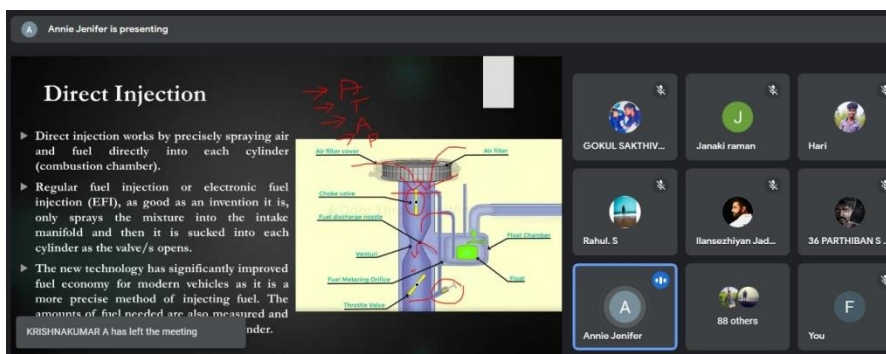 A
Annie Jenifer is presenting
Direct Injection
Direct injection works by precisely spraying air
and fuel directly into each cylinder
(combustion chamber).
Regular fuel injection or electronic fuel
injection (EFI), as good as an invention it is,
only sprays the mixture into the intake
manifold and then it is sucked into each
cylinder as the valve/s opens.
The new technology has significantly improved
fuel economy for modern vehicles as it is a
more precise method of injecting fuel. The
amounts of fuel needed are also measured and
nder.
KRISHNAKUMAR A has left the meeting
A
T
A
P
Air filter cover
Air filter
Choke valve
Fuel discharge nozzle
Venturi
Fuel Metering Orifice
Throttle Valve
Float Chamber
Float
GOKUL SAKTHIV...
J
Janaki raman
Hari
Rahul. S
Ilansezhiyan Jad...
36 PARTHIBAN S ..
A
Annie Jenifer
88 others
F
You